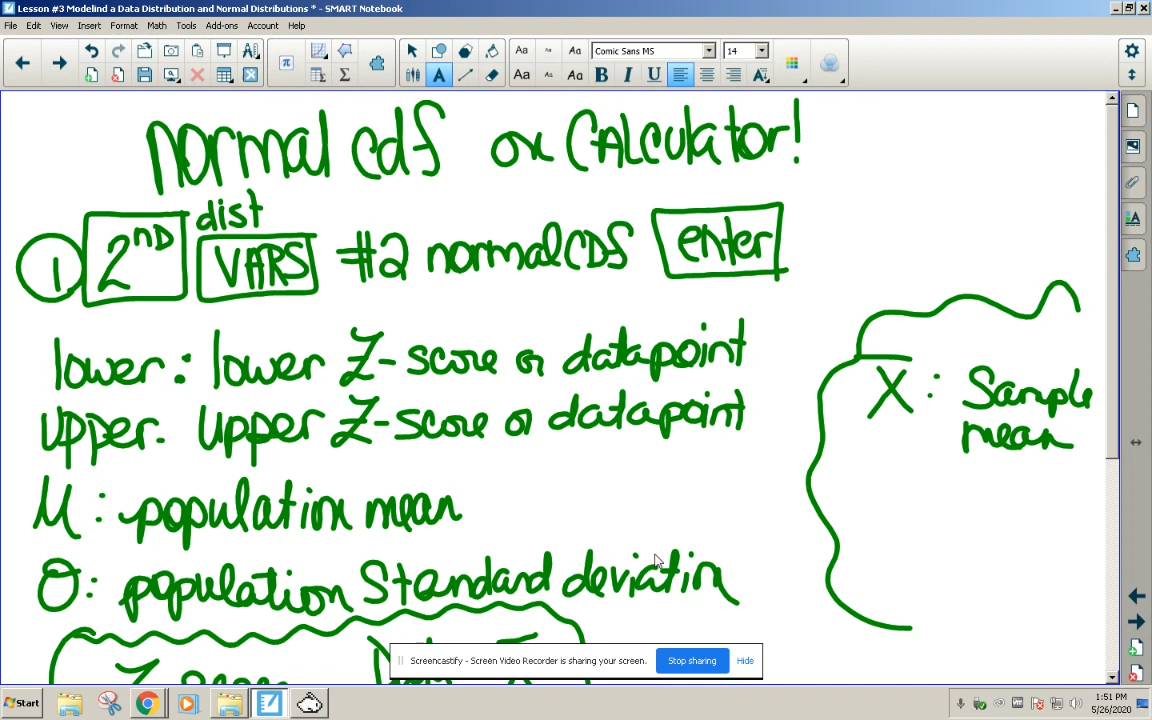 Lesson #3 Modelind a Data Distribution and Normal Distributions * - SMART Notebook
File Edit View Insert Format Math Tools Add-ons Account Help
Comic Sans MS 14
normal cdf on CALculator!
dist
1. 2nD VARS #2 normalCDf enter
lower: lower Z-score or datapoint
upper. Upper Z-score or datapoint
X̄: Sample
mean
M: population mean
σ: population Standard deviation
Screencastify - Screen Video Recorder is sharing your screen. Stop sharing Hide
Start
1:51 PM
5/26/2020